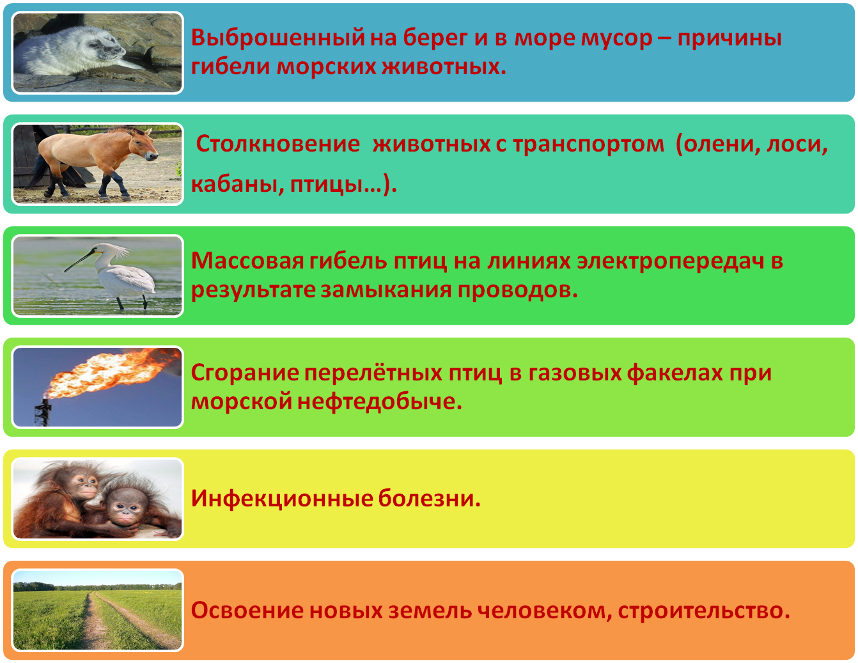 Выброшенный на берег и в море мусор – причины
гибели морских животных.
Столкновение животных с транспортом (олени, лоси,
кабаны, птицы…).
Массовая гибель птиц на линиях электропередач в
результате замыкания проводов.
Сгорание перелётных птиц в газовых факелах при
морской нефтедобыче.
Инфекционные болезни.
Освоение новых земель человеком, строительство.